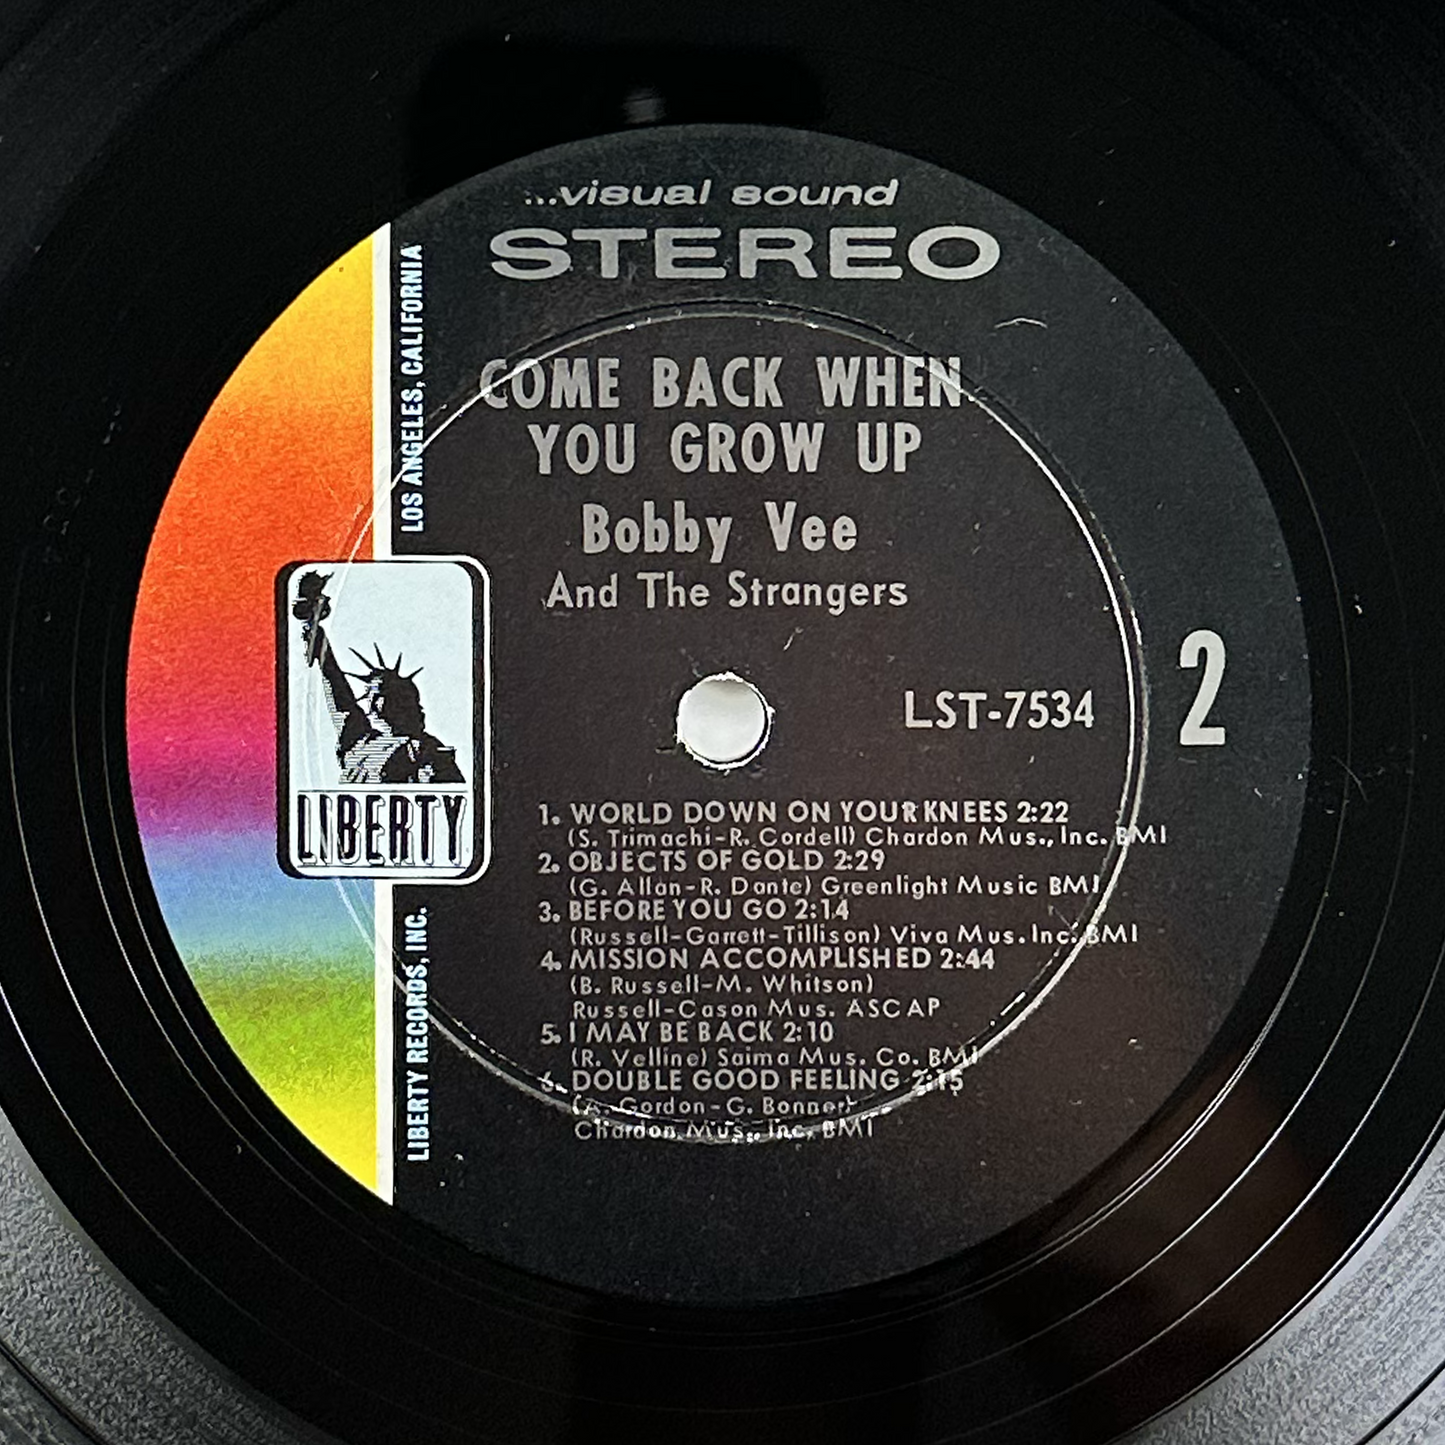 ...visual sound
STEREO
COME BACK WHEN
YOU GROW UP
Bobby Vee
And The Strangers
LST-7534
2
1. WORLD DOWN ON YOUR KNEES 2:22
(S. Trimachi-R. Cordell) Chardon Mus., Inc. BMI
2. OBJECTS OF GOLD 2:29
(G. Allan-R. Dante) Greenlight Music BMI
3. BEFORE YOU GO 2:14
(Russell-Garrett-Tillison) Viva Mus. Inc. BMI
4. MISSION ACCOMPLISHED 2:44
(B. Russell-M. Whitson)
Russell-Cason Mus. ASCAP
5. I MAY BE BACK 2:10
(R. Velline) Saima Mus. Co. BMI
6. DOUBLE GOOD FEELING 2:15
(A. Gordon-G. Bonner)
Chardon Mus., Inc. BMI
LIBERTY
LIBERTY RECORDS, INC.
LOS ANGELES, CALIFORNIA